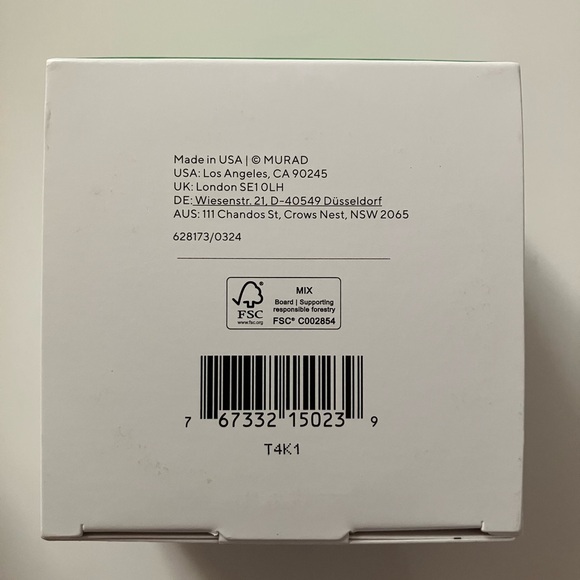 Made in USA | © MURAD
USA: Los Angeles, CA 90245
UK: London SE1 0LH
DE: Wiesenstr. 21, D-40549 Düsseldorf
AUS: 111 Chandos St, Crows Nest, NSW 2065
628173/0324
FSC
www.fsc.org
MIX
Board | Supporting
responsible forestry
FSC® C002854
7 67332 15023 9
T4K1